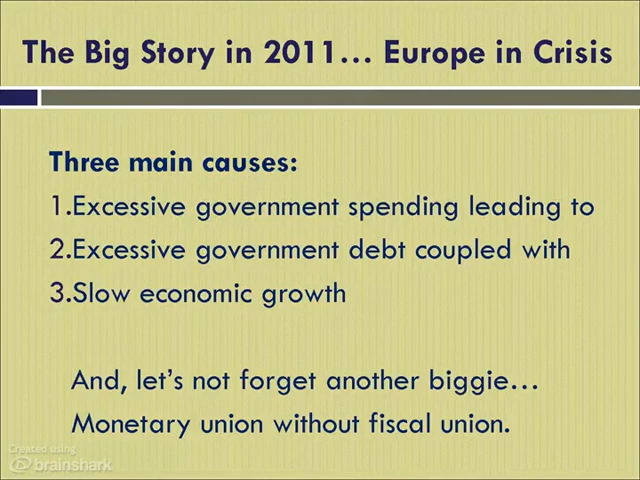 The Big Story in 2011… Europe in Crisis
Three main causes:
1.Excessive government spending leading to
2.Excessive government debt coupled with
3.Slow economic growth
And, let's not forget another biggie…
Monetary union without fiscal union.
Created using
brainshark